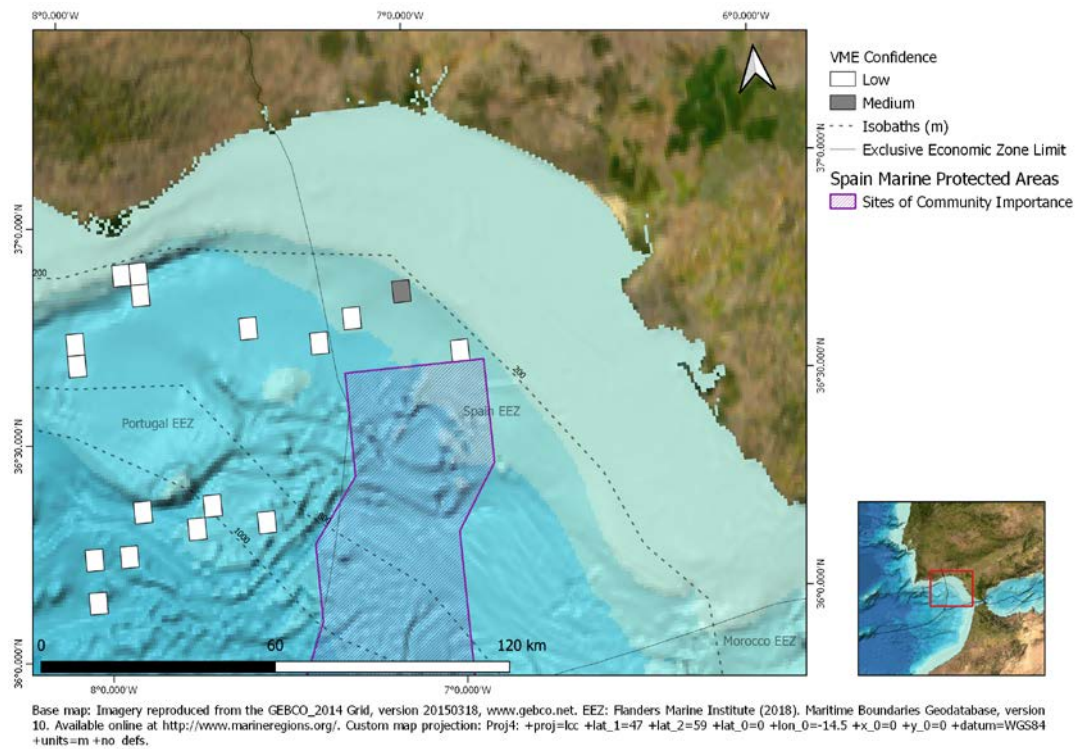 8°0.000'W 7°0.000'W 6°0.000'W
VME Confidence
Low
Medium
Isobaths (m)
Exclusive Economic Zone Limit
Spain Marine Protected Areas
Sites of Community Importance
37°0.000'N
37°0.000'N
200
36°30.000'N
200
Portugal EEZ
Spain EEZ
36°30.000'N
1000
36°0.000'N
Morocco EEZ
0 60 120 km
36°0.000'N
8°0.000'W 7°0.000'W
Base map: Imagery reproduced from the GEBCO_2014 Grid, version 20150318, www.gebco.net. EEZ: Flanders Marine Institute (2018). Maritime Boundaries Geodatabase, version
10. Available online at http://www.marineregions.org/. Custom map projection: Proj4: +proj=lcc +lat_1=47 +lat_2=59 +lat_0=0 +lon_0=-14.5 +x_0=0 +y_0=0 +datum=WGS84
+units=m +no_defs.